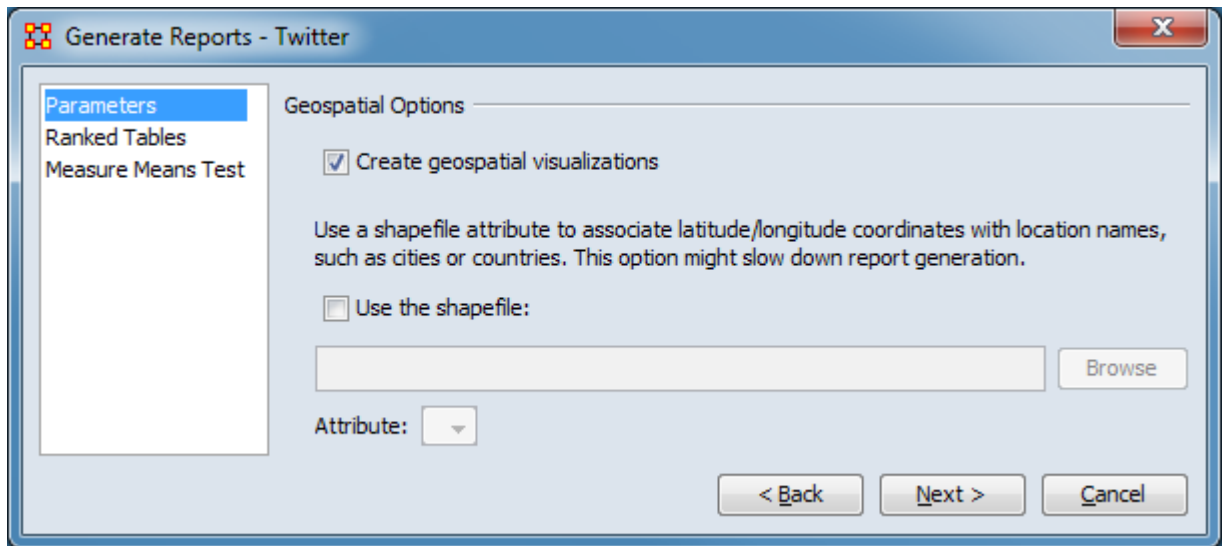 Generate Reports - Twitter
X
Parameters
Ranked Tables
Measure Means Test
Geospatial Options
Create geospatial visualizations
Use a shapefile attribute to associate latitude/longitude coordinates with location names,
such as cities or countries. This option might slow down report generation.
Use the shapefile:
Browse
Attribute:
< Back
Next >
Cancel